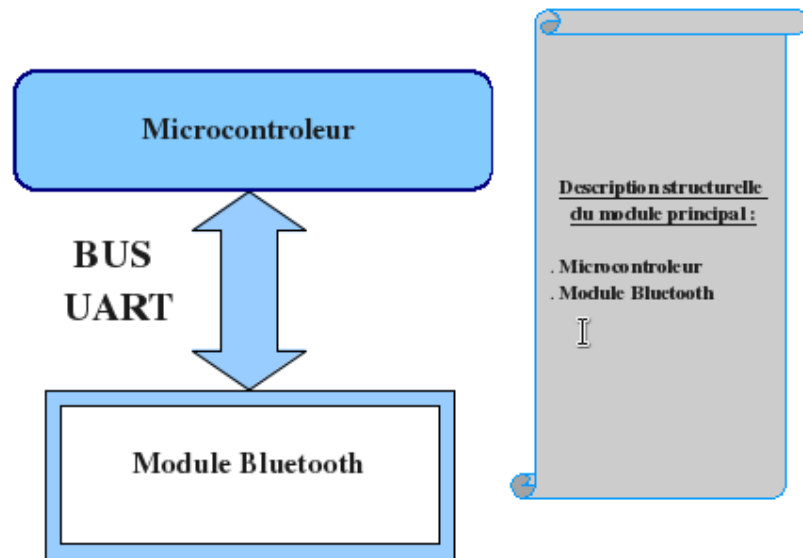 Microcontroleur
BUS
UART
Module Bluetooth
Description structurelle
du module principal :
. Microcontroleur
. Module Bluetooth